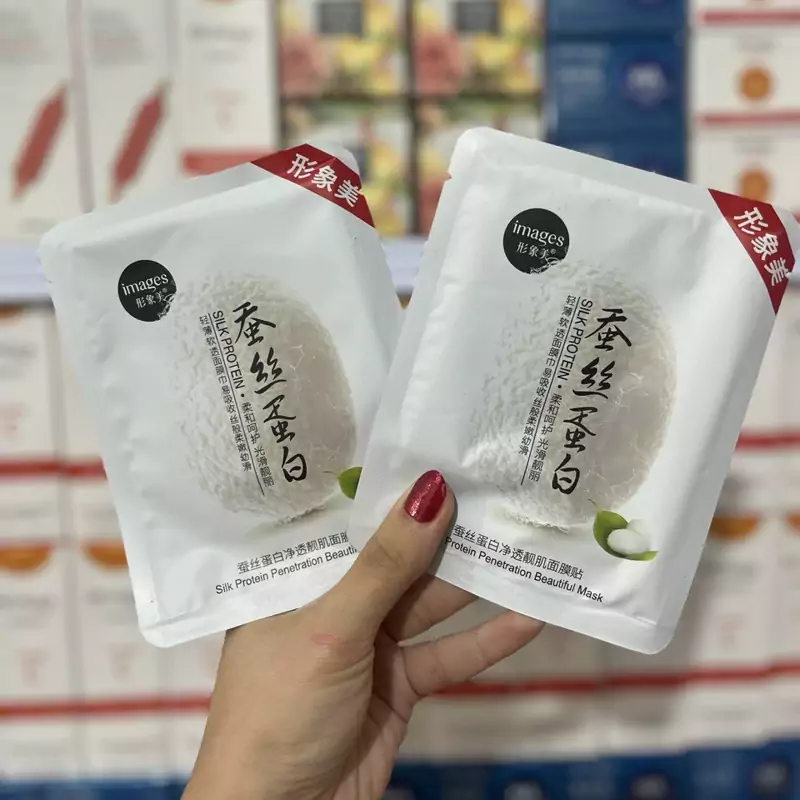 形象美
images
形象美®
蚕丝蛋白
SILK PROTEIN · 柔和呵护 光滑靓丽
轻薄软透面膜巾易吸收丝般柔嫩幼滑
蚕丝蛋白净透靓肌面膜
Silk Protein Penetration Beauti
形象美
images
形象美®
蚕丝蛋白
SILK PROTEIN · 柔和呵护 光滑靓丽
轻薄软透面膜巾易吸收丝般柔嫩幼滑
蚕丝蛋白净透靓肌面膜贴
Protein Penetration Beautiful Mask